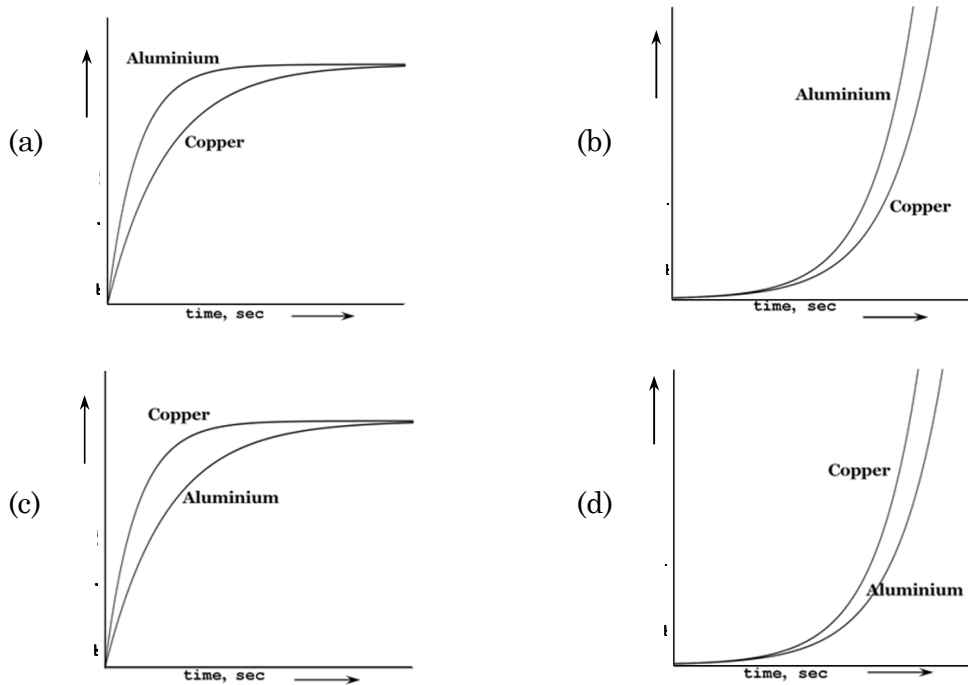 Aluminium
Copper
(a)
time, sec
Aluminium
Copper
(b)
time, sec
Copper
Aluminium
(c)
time, sec
Copper
Aluminium
(d)
time, sec